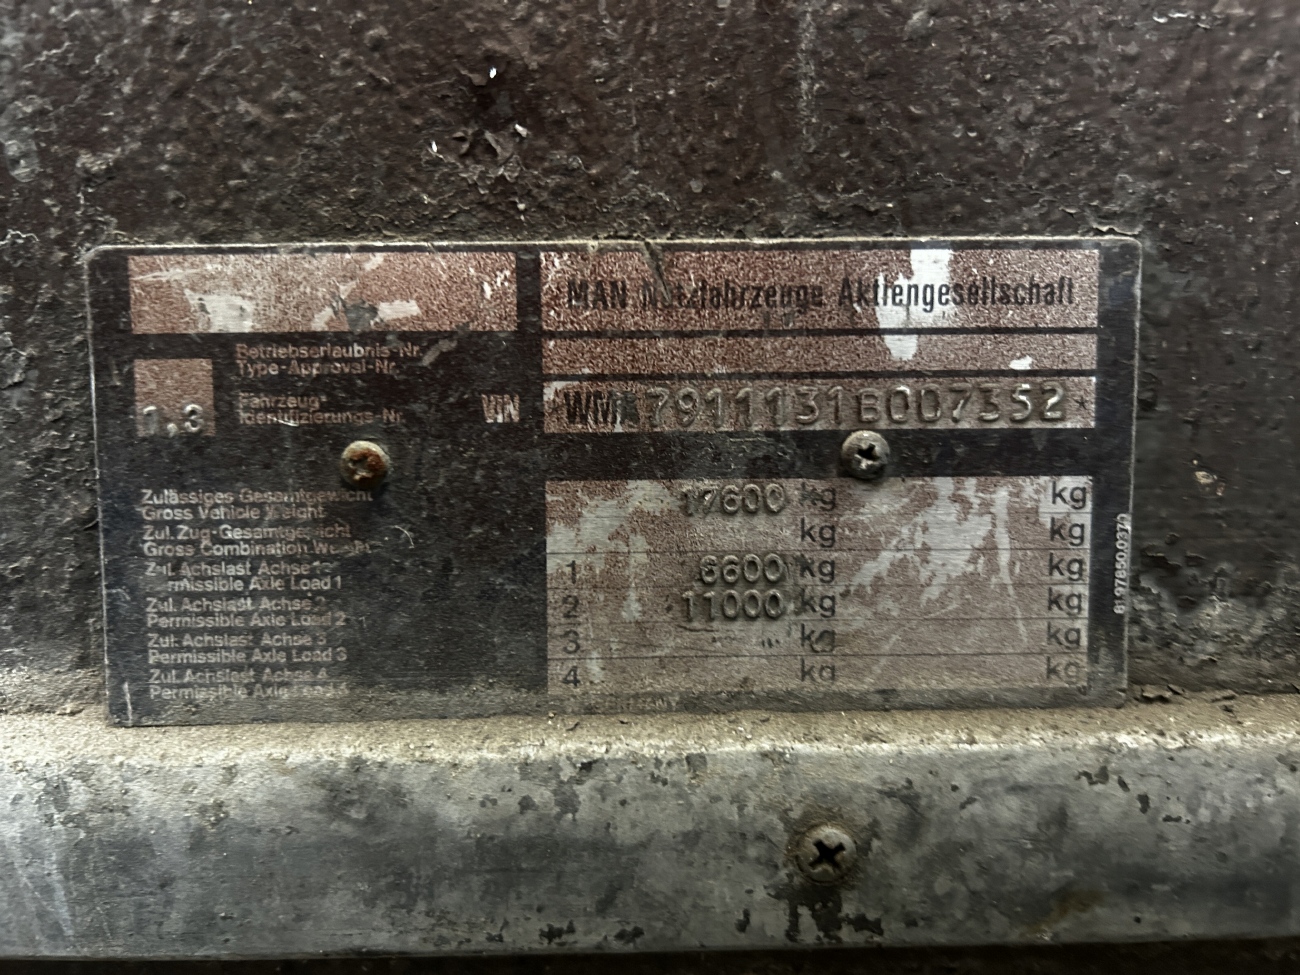 MAN Nutzfahrzeuge Aktiengesellschaft
Betriebserlaubnis-Nr.
Type-Approval-Nr.
Fahrzeug-
Identifizierungs-Nr.
VIN
7911131B007352*
,3
Zulässiges Gesamtgewicht
Gross Vehicle Weight
17600 kg kg
Zul. Zug-Gesamtgewicht
Gross Combination Weight
kg kg
Zul. Achslast Achse 1
Permissible Axle Load 1
1 6600 kg kg
Zul. Achslast Achse 2
Permissible Axle Load 2
2 11000 kg kg
Zul. Achslast Achse 3
Permissible Axle Load 3
3 kg kg
Zul. Achslast Achse 4
Permissible Axle Load 4
4 kg kg
GERMANY